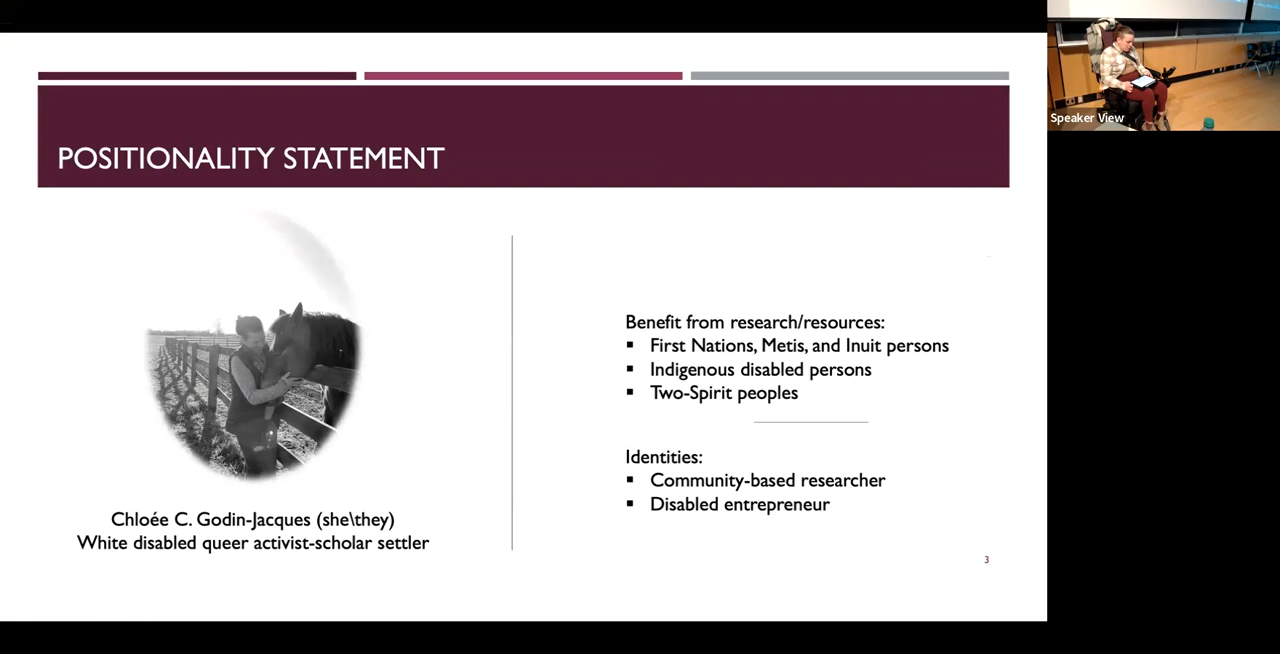 POSITIONALITY STATEMENT
Chloée C. Godin-Jacques (she\they)
White disabled queer activist-scholar settler
Benefit from research/resources:
▪ First Nations, Metis, and Inuit persons
▪ Indigenous disabled persons
▪ Two-Spirit peoples
Identities:
▪ Community-based researcher
▪ Disabled entrepreneur
3
Speaker View